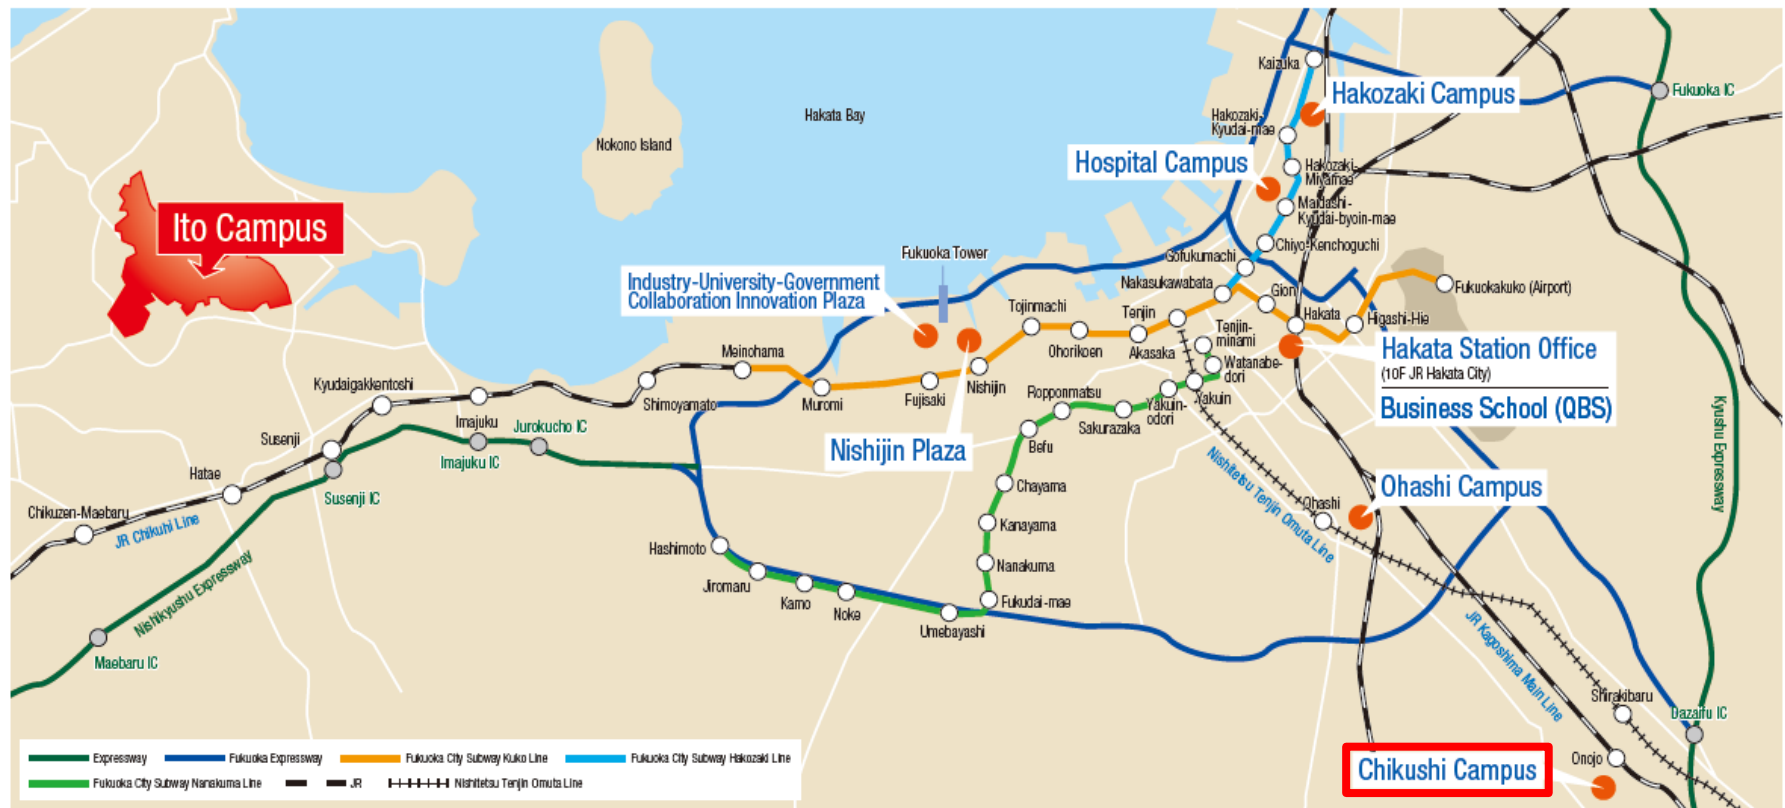 Kaizuka
Hakozaki Campus
Fukuoka IC
Hakata Bay
Hakozaki-
Kyudai-mae
Nokono Island
Hospital Campus
Hakozaki-
Miyamae
Maidashi-
Kyudai-byoin-mae
Ito Campus
Chiyo-Kenchoguchi
Fukuoka Tower
Gofukumachi
Industry-University-Government
Collaboration Innovation Plaza
Nakasukawabata
Gion
Fukuokakuko (Airport)
Tojinmachi
Tenjin
Hakata
Higashi-Hie
Tenjin-
minami
Ohorikoen
Akasaka
Hakata Station Office
(10F JR Hakata City)
Business School (QBS)
Meinohama
Watanabe-
dori
Kyudaigakkentoshi
Shimoyamato
Muromi
Fujisaki
Nishijin
Ropponmatsu
Yakuin-
odori
Yakuin
Imajuku
Jurokucho IC
Sakurazaka
Susenji
Imajuku IC
Nishijin Plaza
Befu
Kyushu Expressway
Hatae
Susenji IC
Chayama
Nishitetsu Tenjin Omuta Line
Ohashi Campus
Ohashi
Chikuzen-Maebaru
JR Chikuhi Line
Kanayama
Hashimoto
Nanakuma
Jiromaru
Kamo
Noke
Fukudai-mae
Umebayashi
Nishikyushu Expressway
Maebaru IC
JR Kagoshima Main Line
Shirakibaru
Dazaifu IC
Onojo
Chikushi Campus
Expressway
Fukuoka Expressway
Fukuoka City Subway Kuko Line
Fukuoka City Subway Hakozaki Line
Fukuoka City Subway Nanakuma Line
JR
Nishitetsu Tenjin Omuta Line